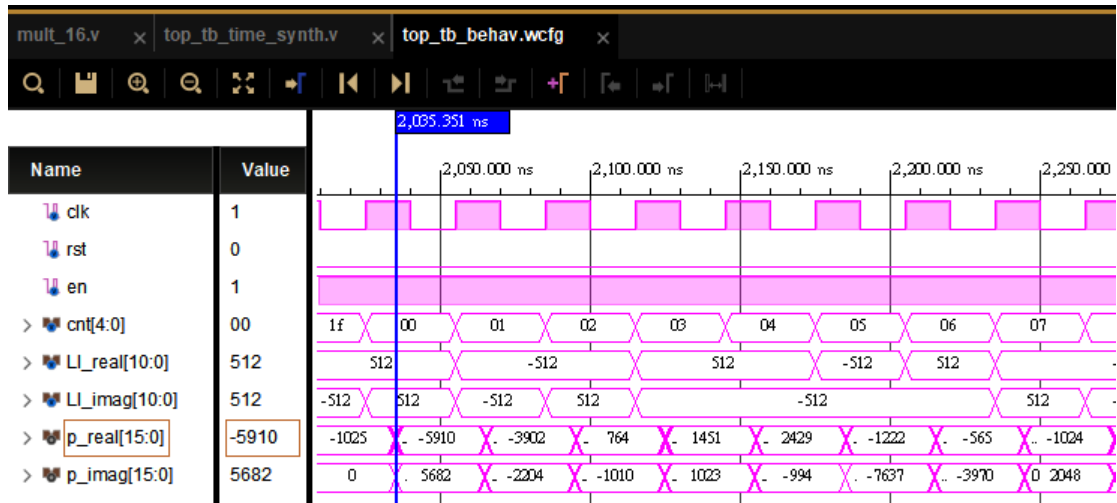 mult_16.v × top_tb_time_synth.v × top_tb_behav.wcfg ×
2,035.351 ns
Name Value 2,050.000 ns 2,100.000 ns 2,150.000 ns 2,200.000 ns 2,250.000
clk 1
rst 0
en 1
cnt[4:0] 00 1f 00 01 02 03 04 05 06 07
LI_real[10:0] 512 512 -512 512 -512 512 -
LI_imag[10:0] 512 -512 512 -512 512 -512 512 -
p_real[15:0] -5910 -1025 . -5910 . -3902 . 764 . 1451 . 2429 . -1222 . -565 .. -1024
p_imag[15:0] 5682 0 5682 . -2204 . -1010 . 1023 . -994 . -7637 .. -3970 0 2048